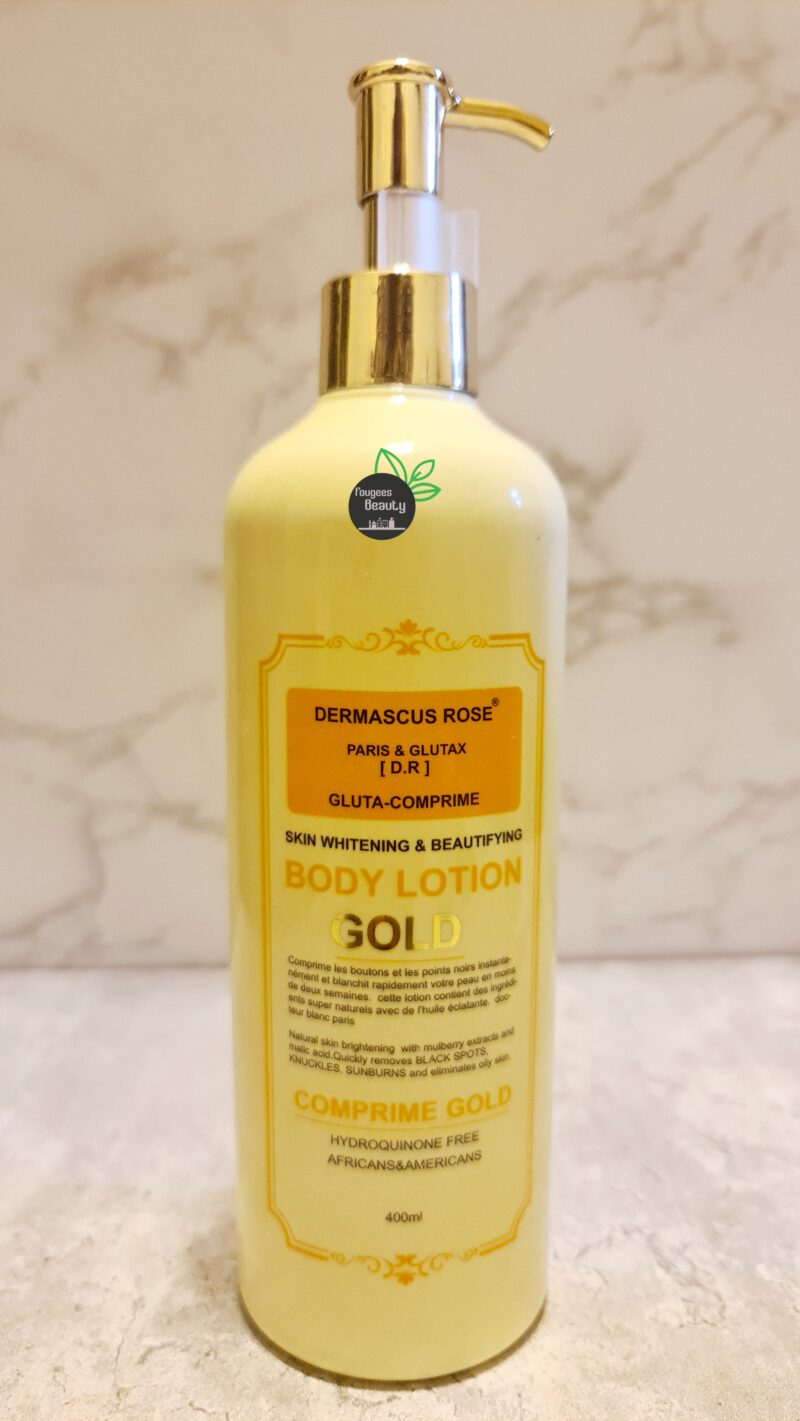 Fougees
Beauty
DERMASCUS ROSE®
PARIS & GLUTAX
[ D.R ]
GLUTA-COMPRIME
SKIN WHITENING & BEAUTIFYING
BODY LOTION
GOLD
Comprime les boutons et les points noirs instanta-
nément et blanchit rapidement votre peau en moins
de deux semaines. cette lotion contient des ingrédi-
ents super naturels avec de l'huile éclatante. doc-
teur blanc paris
Natural skin brightening with mulberry extracts and
malic acid.Quickly removes BLACK SPOTS,
KNUCKLES, SUNBURNS and eliminates oily skin.
COMPRIME GOLD
HYDROQUINONE FREE
AFRICANS&AMERICANS
400ml